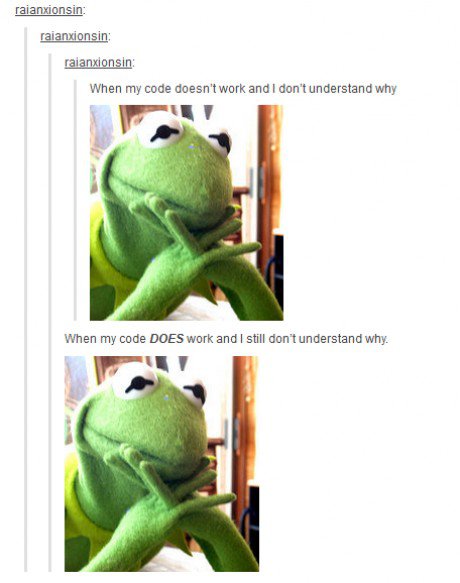 raianxionsin:
raianxionsin:
raianxionsin:
When my code doesn't work and I don't understand why
When my code DOES work and I still don't understand why.